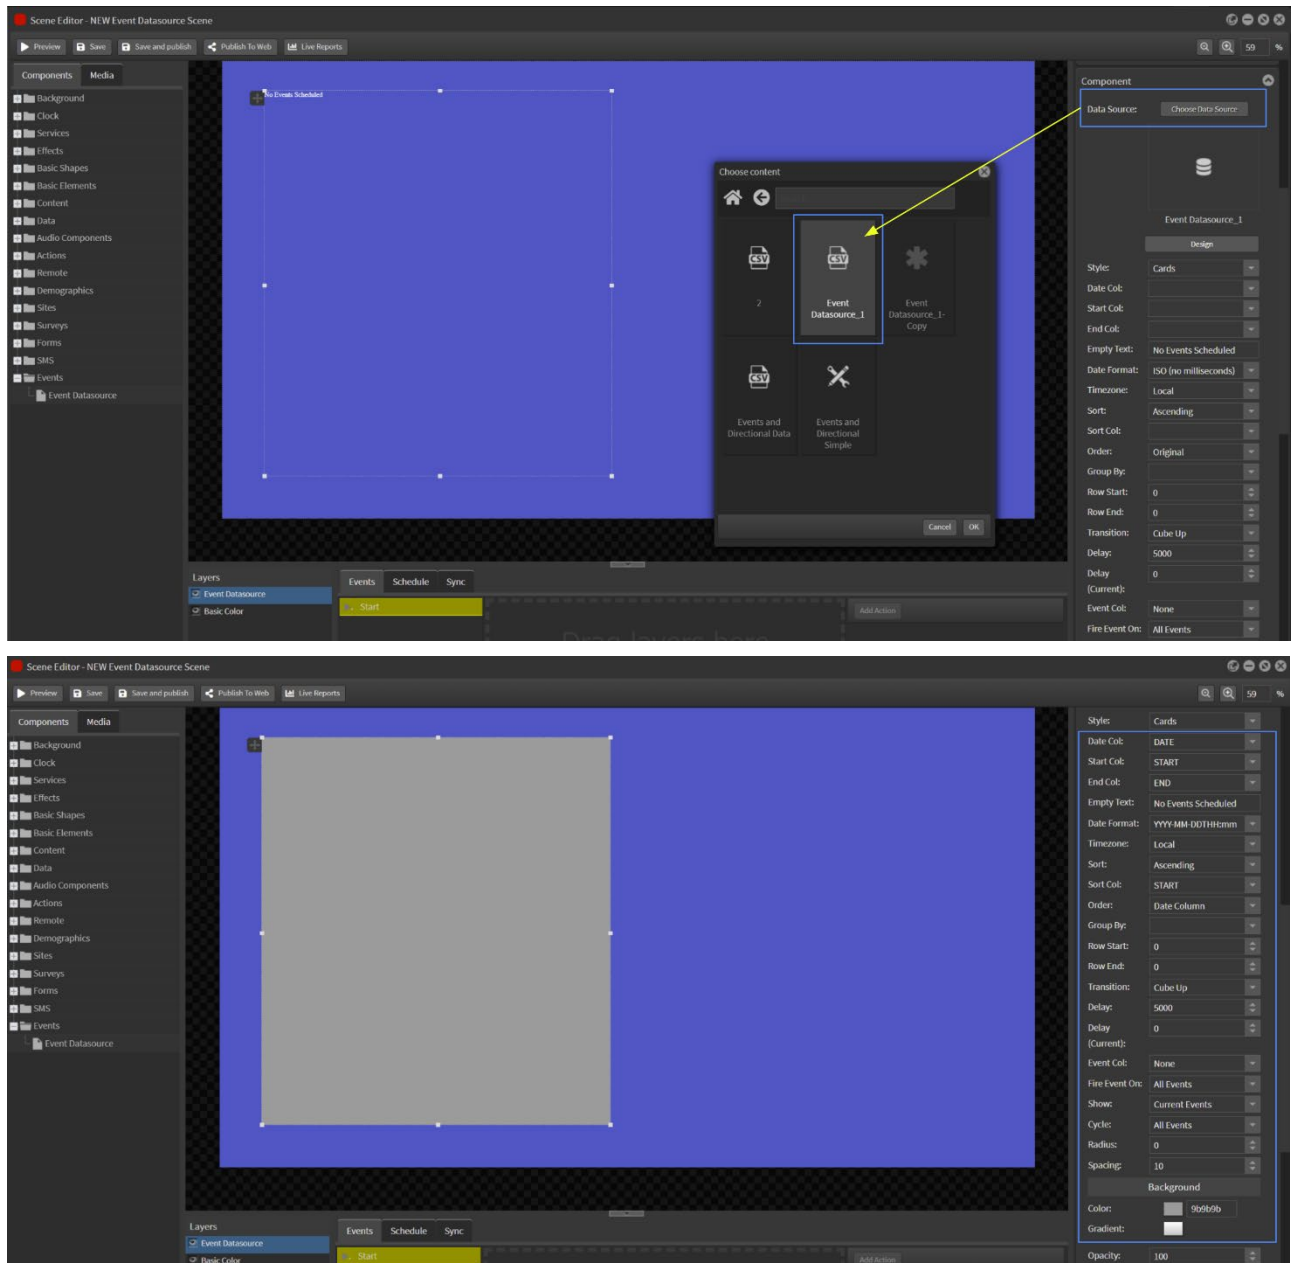 Scene Editor - NEW Event Datasource Scene
Preview Save Save and publish Publish To Web Live Reports 59 %
Components Media
Background
Clock
Services
Effects
Basic Shapes
Basic Elements
Content
Data
Audio Components
Actions
Remote
Demographics
Sites
Surveys
Forms
SMS
Events
Event Datasource
No Events Scheduled
Choose content
CSV
2
CSV
Event
Datasource_1
Event
Datasource_1-
Copy
CSV
Events and
Directional Data
Events and
Directional
Simple
Cancel OK
Component
Data Source: Choose Data Source
Event Datasource_1
Design
Style: Cards
Date Col:
Start Col:
End Col:
Empty Text: No Events Scheduled
Date Format: ISO (no milliseconds)
Timezone: Local
Sort: Ascending
Sort Col:
Order: Original
Group By:
Row Start: 0
Row End: 0
Transition: Cube Up
Delay: 5000
Delay 0
(Current):
Event Col: None
Fire Event On: All Events
Layers
Event Datasource
Basic Color
Events Schedule Sync
Start
Drag layers here
Add Action
Scene Editor - NEW Event Datasource Scene
Preview Save Save and publish Publish To Web Live Reports 59 %
Components Media
Background
Clock
Services
Effects
Basic Shapes
Basic Elements
Content
Data
Audio Components
Actions
Remote
Demographics
Sites
Surveys
Forms
SMS
Events
Event Datasource
Style: Cards
Date Col: DATE
Start Col: START
End Col: END
Empty Text: No Events Scheduled
Date Format: YYYY-MM-DDTHH:mm
Timezone: Local
Sort: Ascending
Sort Col: START
Order: Date Column
Group By:
Row Start: 0
Row End: 0
Transition: Cube Up
Delay: 5000
Delay 0
(Current):
Event Col: None
Fire Event On: All Events
Show: Current Events
Cycle: All Events
Radius: 0
Spacing: 10
Background
Color: 9b9b9b
Gradient:
Opacity: 100
Layers
Event Datasource
Basic Color
Events Schedule Sync
Start
Add Action